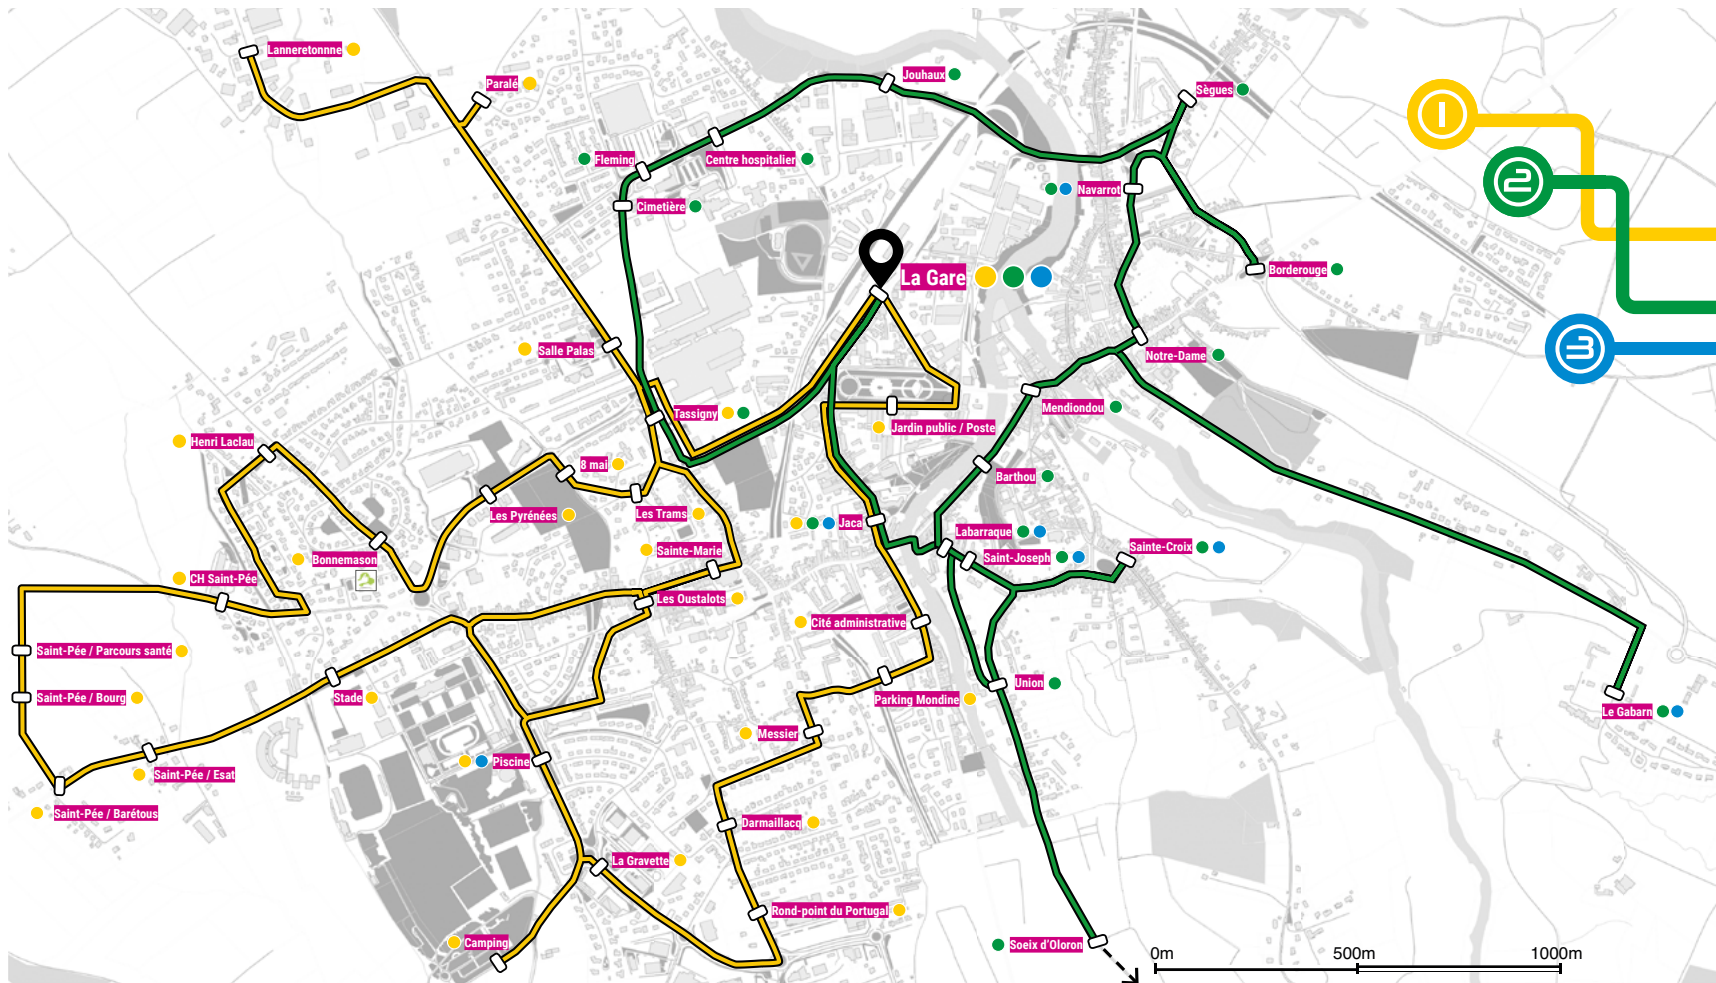 Lanneretonnne
Paralé
Jouhaux
Sègues
1
Fleming
Centre hospitalier
2
Navarrot
Cimetière
La Gare
Borderouge
3
Salle Palas
Notre-Dame
Tassigny
Mendiondou
Jardin public / Poste
Henri Laclau
8 mai
Barthou
Les Pyrénées
Les Trams
Jaca
Labarraque
Sainte-Marie
Saint-Joseph
Sainte-Croix
Bonnemason
CH Saint-Pée
Les Oustalots
Cité administrative
Saint-Pée / Parcours santé
Saint-Pée / Bourg
Stade
Parking Mondine
Union
Le Gabarn
Messier
Piscine
Saint-Pée / Esat
Saint-Pée / Barétous
Darmaillacq
La Gravette
Rond-point du Portugal
Camping
Soeix d'Oloron
0m 500m 1000m